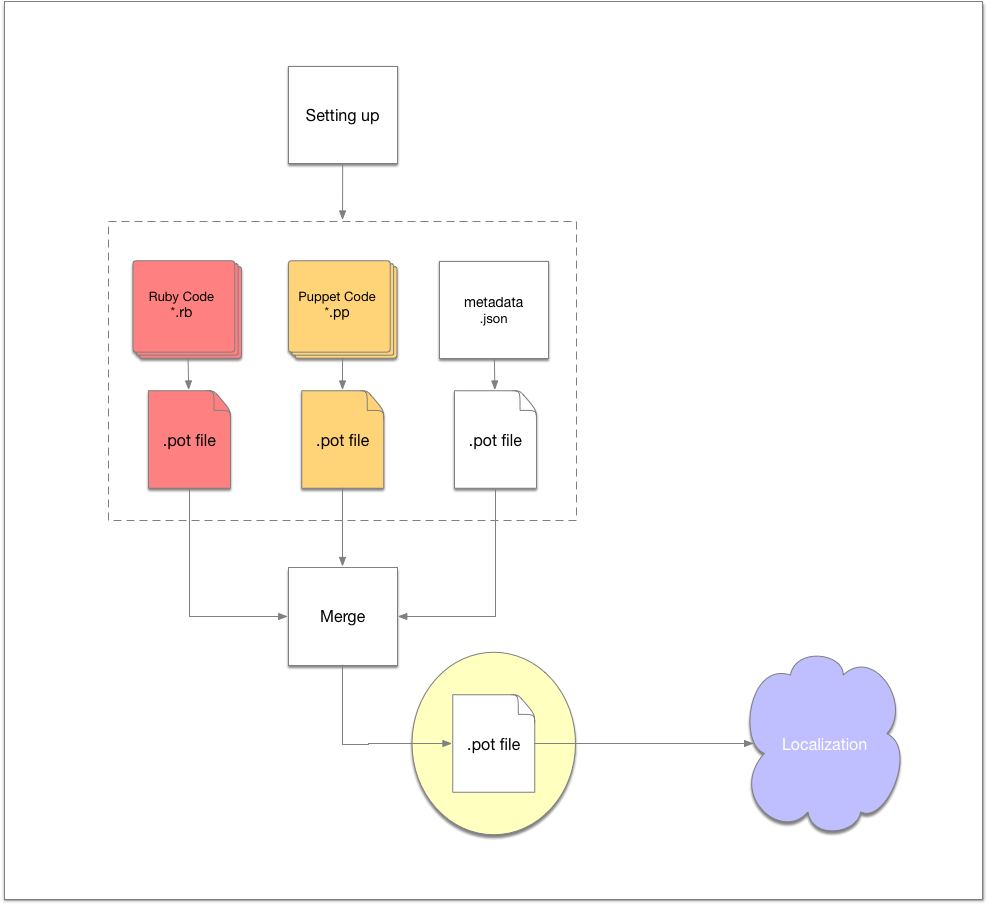 Setting up
Ruby Code
*.rb
Puppet Code
*.pp
metadata
.json
.pot file
.pot file
.pot file
Merge
.pot file
Localization